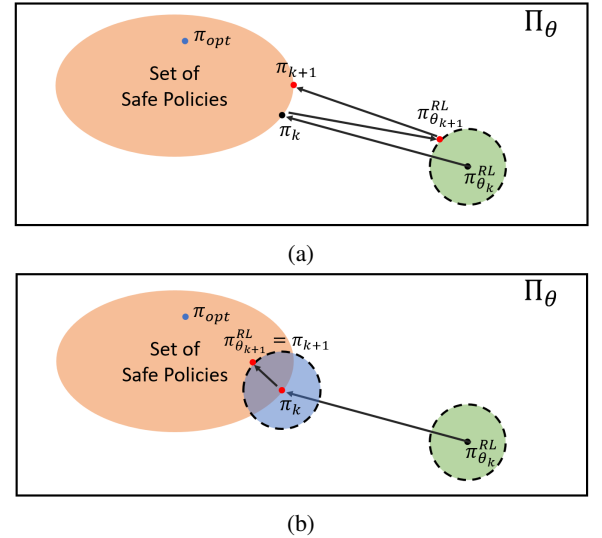 Π_θ
π_opt
Set of
Safe Policies
π_{k+1}
π_k
π^{RL}_{θ_{k+1}}
π^{RL}_{θ_k}
(a)
Π_θ
π_opt
Set of
Safe Policies
π^{RL}_{θ_{k+1}} = π_{k+1}
π_k
π^{RL}_{θ_k}
(b)